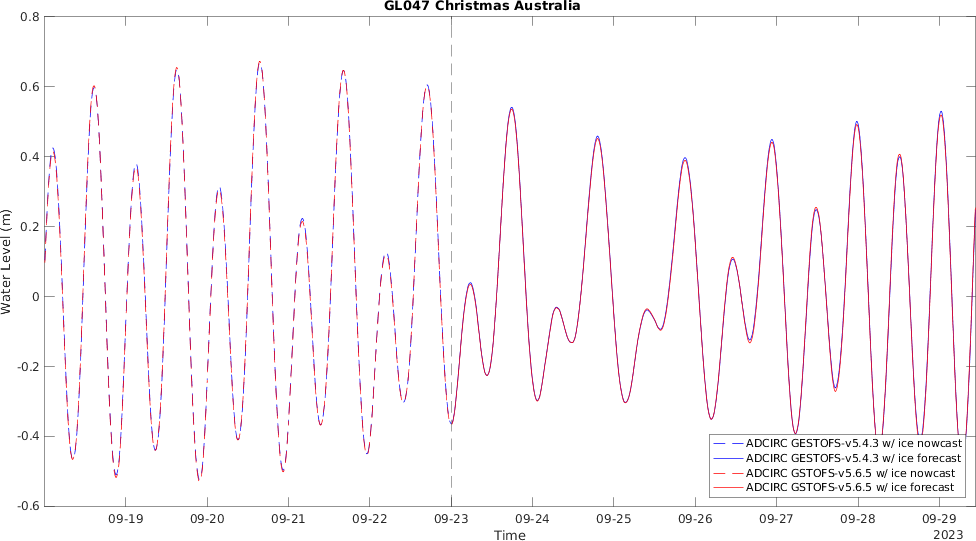 GL047 Christmas Australia
0.8
0.6
0.4
0.2
0
-0.2
-0.4
-0.6
Water Level (m)
ADCIRC GESTOFS-v5.4.3 w/ ice nowcast
ADCIRC GESTOFS-v5.4.3 w/ ice forecast
ADCIRC GSTOFS-v5.6.5 w/ ice nowcast
ADCIRC GSTOFS-v5.6.5 w/ ice forecast
09-19 09-20 09-21 09-22 09-23 09-24 09-25 09-26 09-27 09-28 09-29
Time
2023